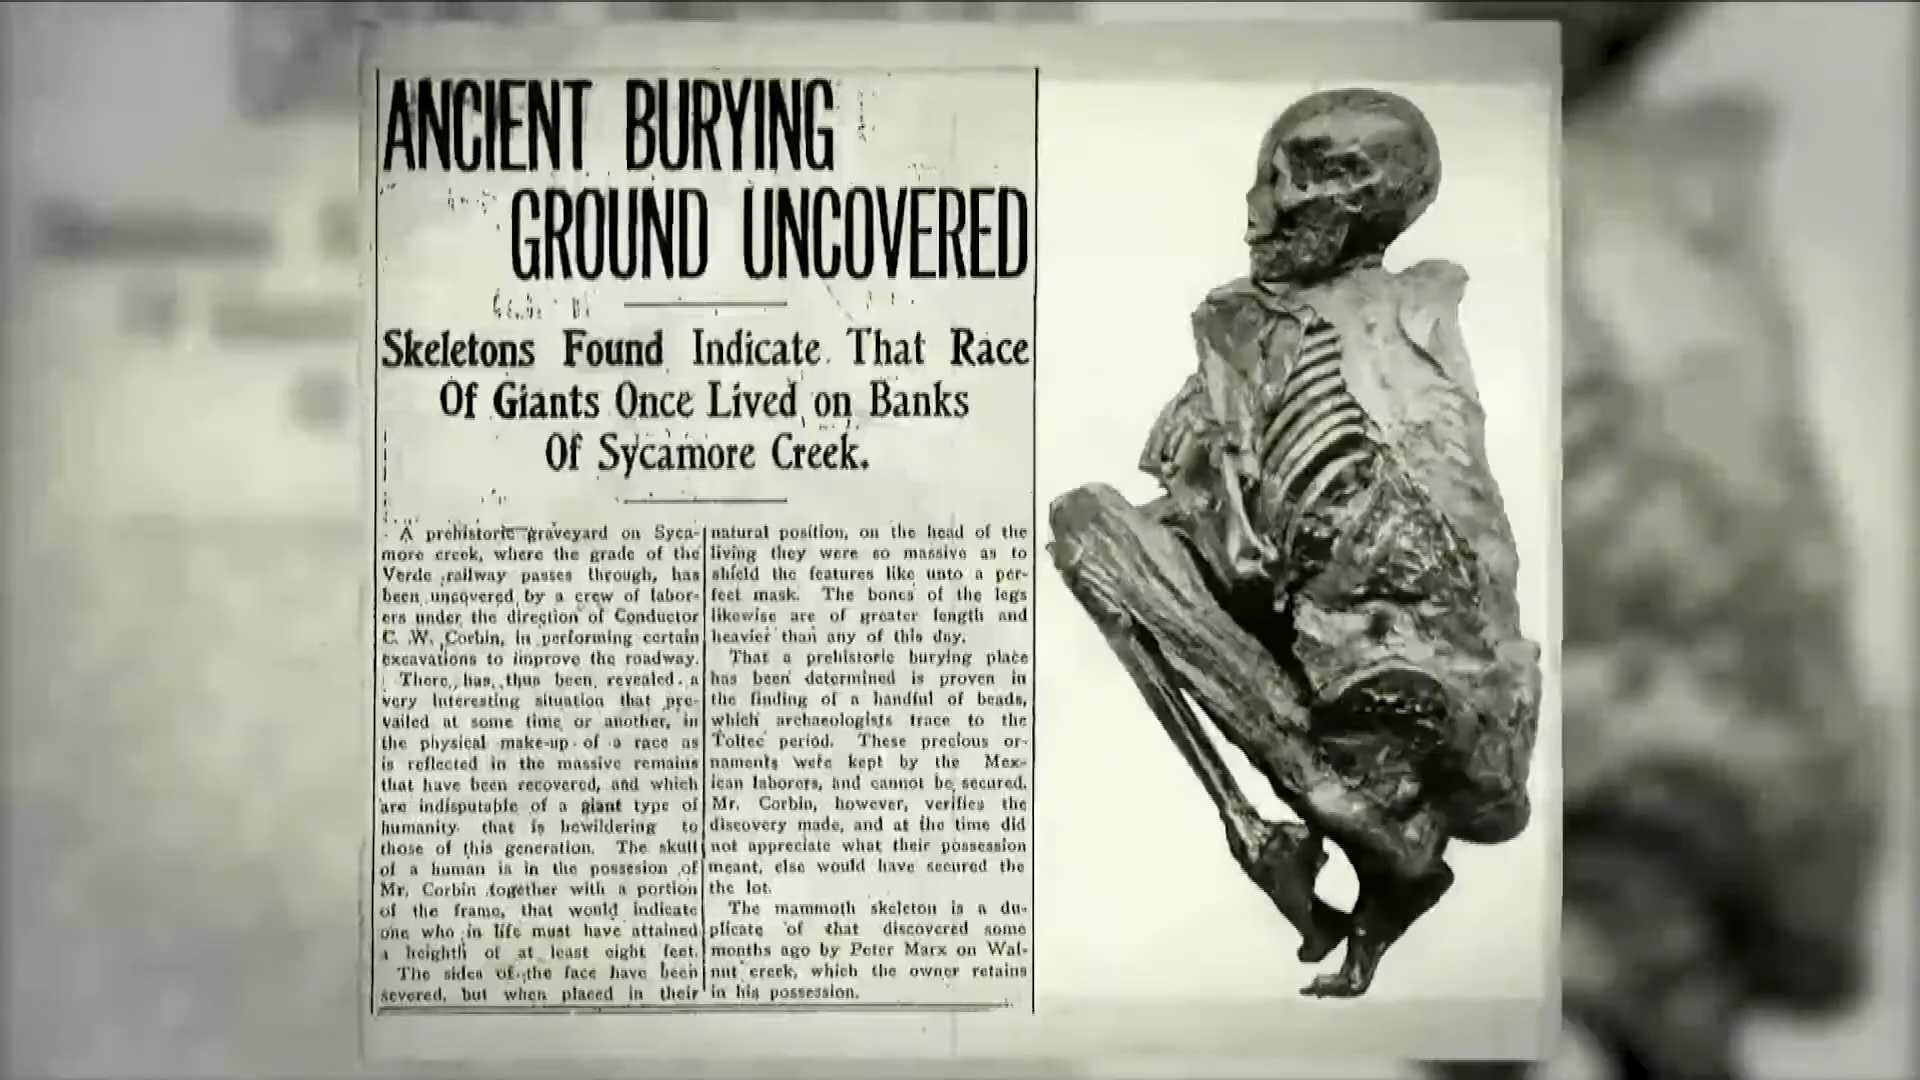 ANCIENT BURYING
GROUND UNCOVERED
Skeletons Found Indicate That Race
Of Giants Once Lived on Banks
Of Sycamore Creek.
A prehistoric graveyard on Syca-
more creek, where the grade of the
Verde railway passes through, has
been uncovered by a crew of labor-
ers under the direction of Conductor
C. W. Corbin, in performing certain
excavations to improve the roadway.
There has thus been revealed a
very interesting situation that pre-
vailed at some time or another, in
the physical make-up of a race as
is reflected in the massive remains
that have been recovered, and which
are indisputable of a giant type of
humanity that is bewildering to
those of this generation. The skull
of a human is in the possesion of
Mr. Corbin together with a portion
of the frame, that would indicate
one who in life must have attained
a heighth of at least eight feet.
The sides of the face have been
severed, but when placed in their
natural position, on the head of the
living they were so massive as to
shield the features like unto a per-
fect mask. The bones of the legs
likewise are of greater length and
heavier than any of this day.
That a prehistoric burying place
has been determined is proven in
the finding of a handful of beads,
which archaeologists trace to the
Toltec period. These precious or-
naments were kept by the Mex-
ican laborers, and cannot be secured.
Mr. Corbin, however, verifies the
discovery made, and at the time did
not appreciate what their possession
meant, else would have secured the
the lot.
The mammoth skeleton is a du-
plicate of that discovered some
months ago by Peter Marx on Wal-
nut creek, which the owner retains
in his possession.